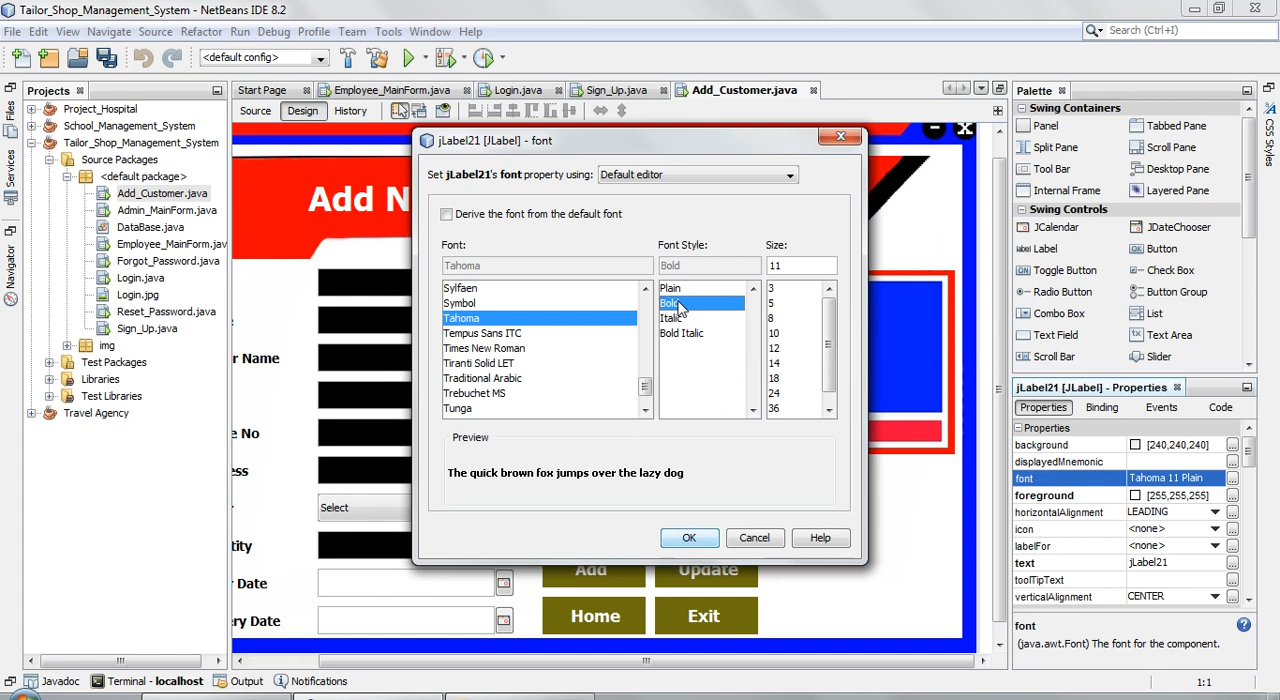 Tailor_Shop_Management_System - NetBeans IDE 8.2
File Edit View Navigate Source Refactor Run Debug Profile Team Tools Window Help
Search (Ctrl+I)
<default config>
Projects
Start Page
Employee_MainForm.java
Login.java
Sign_Up.java
Add_Customer.java
Source Design History
Files
Services
Navigator
Project_Hospital
School_Management_System
Tailor_Shop_Management_System
Source Packages
<default package>
Add_Customer.java
Admin_MainForm.java
DataBase.java
Employee_MainForm.jav
Forgot_Password.java
Login.java
Login.jpg
Reset_Password.java
Sign_Up.java
img
Test Packages
Libraries
Test Libraries
Travel Agency
Add N
r Name
e No
ess
Select
tity
r Date
ry Date
Add Update
Home Exit
jLabel21 [JLabel] - font
Set jLabel21's font property using: Default editor
Derive the font from the default font
Font: Font Style: Size:
Tahoma Bold 11
Sylfaen
Symbol
Tahoma
Tempus Sans ITC
Times New Roman
Tiranti Solid LET
Traditional Arabic
Trebuchet MS
Tunga
Plain
Bold
Italic
Bold Italic
3
5
8
10
12
14
18
24
36
Preview
The quick brown fox jumps over the lazy dog
OK Cancel Help
Palette
Swing Containers
Panel Tabbed Pane
Split Pane Scroll Pane
Tool Bar Desktop Pane
Internal Frame Layered Pane
Swing Controls
JCalendar JDateChooser
label Label OK Button
ON Toggle Button Check Box
Radio Button Button Group
Combo Box List
Text Field Text Area
Scroll Bar Slider
CSS Styles
jLabel21 [JLabel] - Properties
Properties Binding Events Code
Properties
background [240,240,240]
displayedMnemonic
font Tahoma 11 Plain
foreground [255,255,255]
horizontalAlignment LEADING
icon <none>
labelFor <none>
text jLabel21
toolTipText
verticalAlignment CENTER
font
(java.awt.Font) The font for the component.
Javadoc Terminal - localhost Output Notifications
1:1